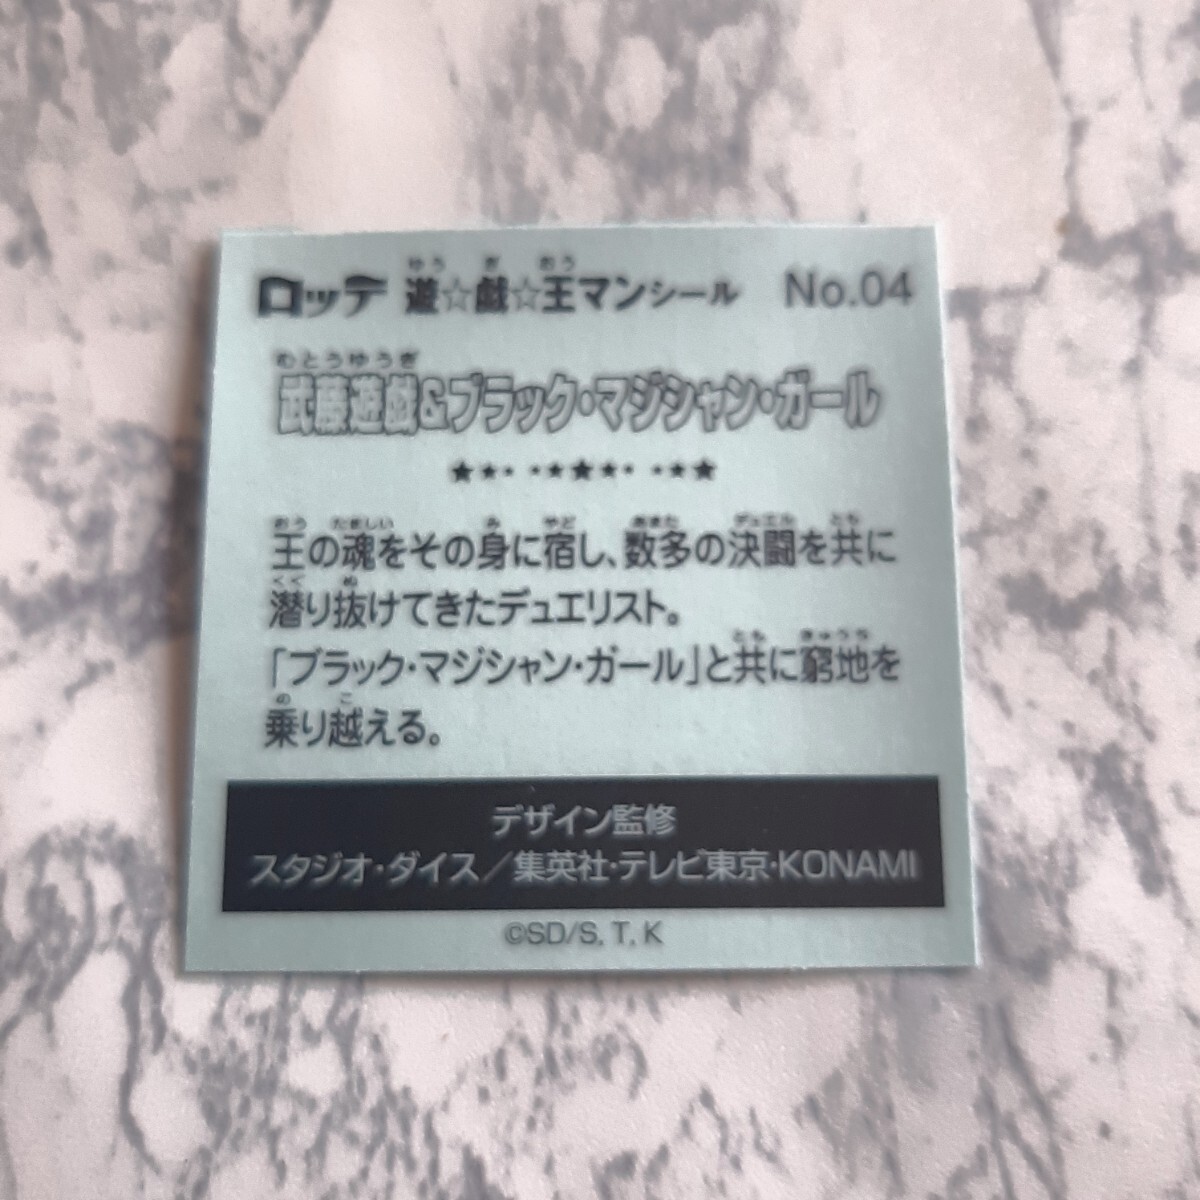 ロッテ 遊☆戯☆王マンシール No.04
武藤遊戯&ブラック・マジシャン・ガール
王の魂をその身に宿し、数多の決闘を共に
潜り抜けてきたデュエリスト。
「ブラック・マジシャン・ガール」と共に窮地を
乗り越える。
デザイン監修
スタジオ・ダイス／集英社・テレビ東京・KONAMI
©SD/S, T, K